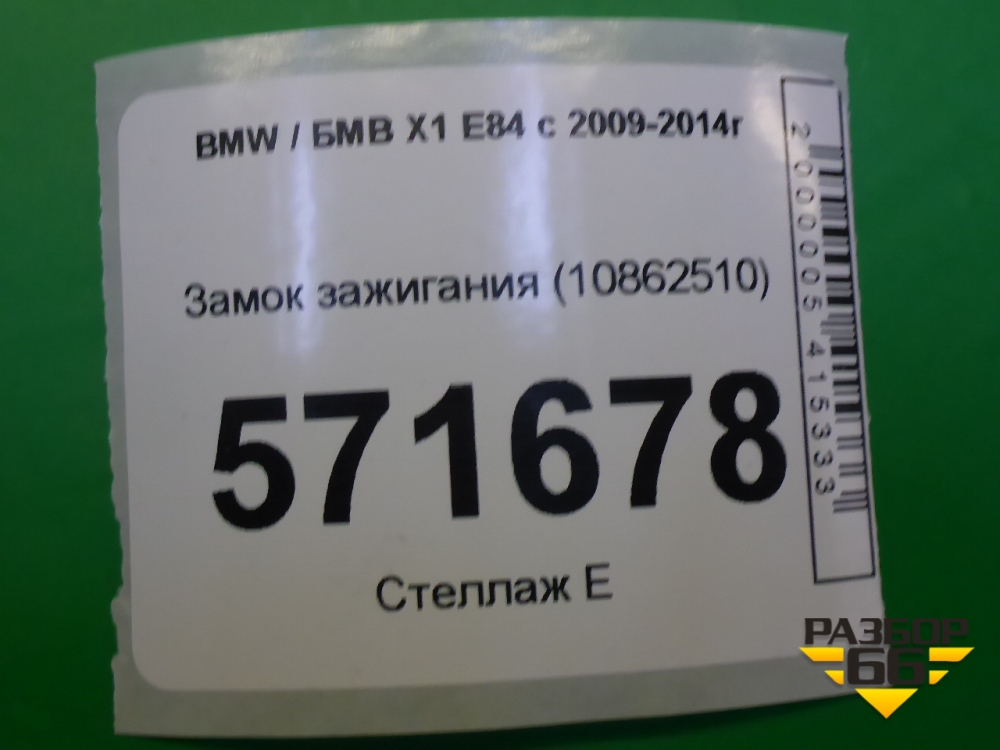 BMW / БМВ X1 E84 с 2009-2014г
Замок зажигания (10862510)
571678
Стеллаж E
2000005415333
РАЗБОР
66